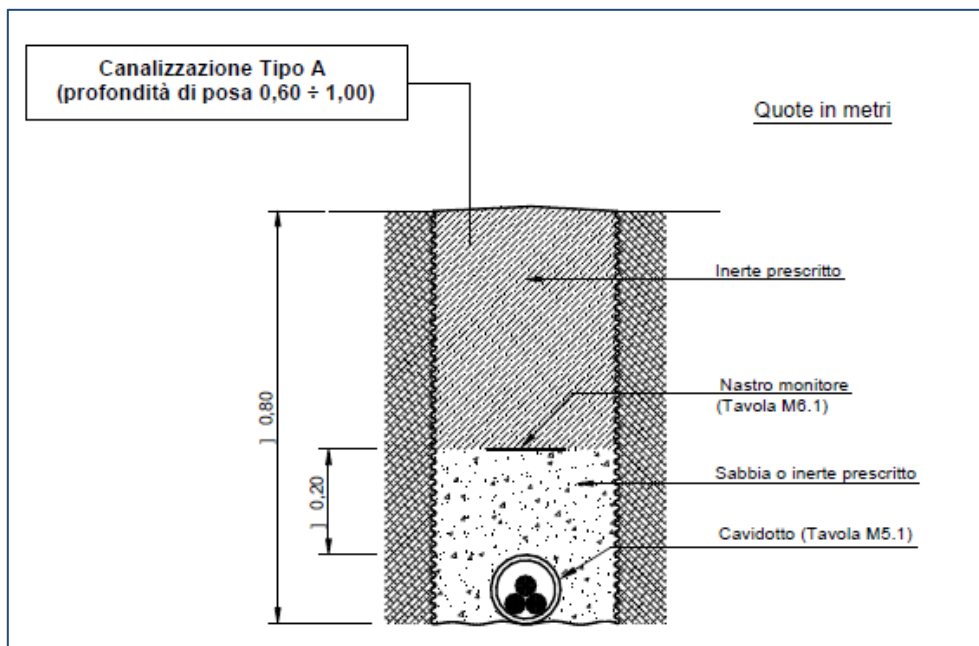 Canalizzazione Tipo A
(profondità di posa 0,60 ÷ 1,00)
Quote in metri
Inerte prescritto
Nastro monitore
(Tavola M6.1)
Sabbia o inerte prescritto
Cavidotto (Tavola M5.1)
] 0,80
] 0,20